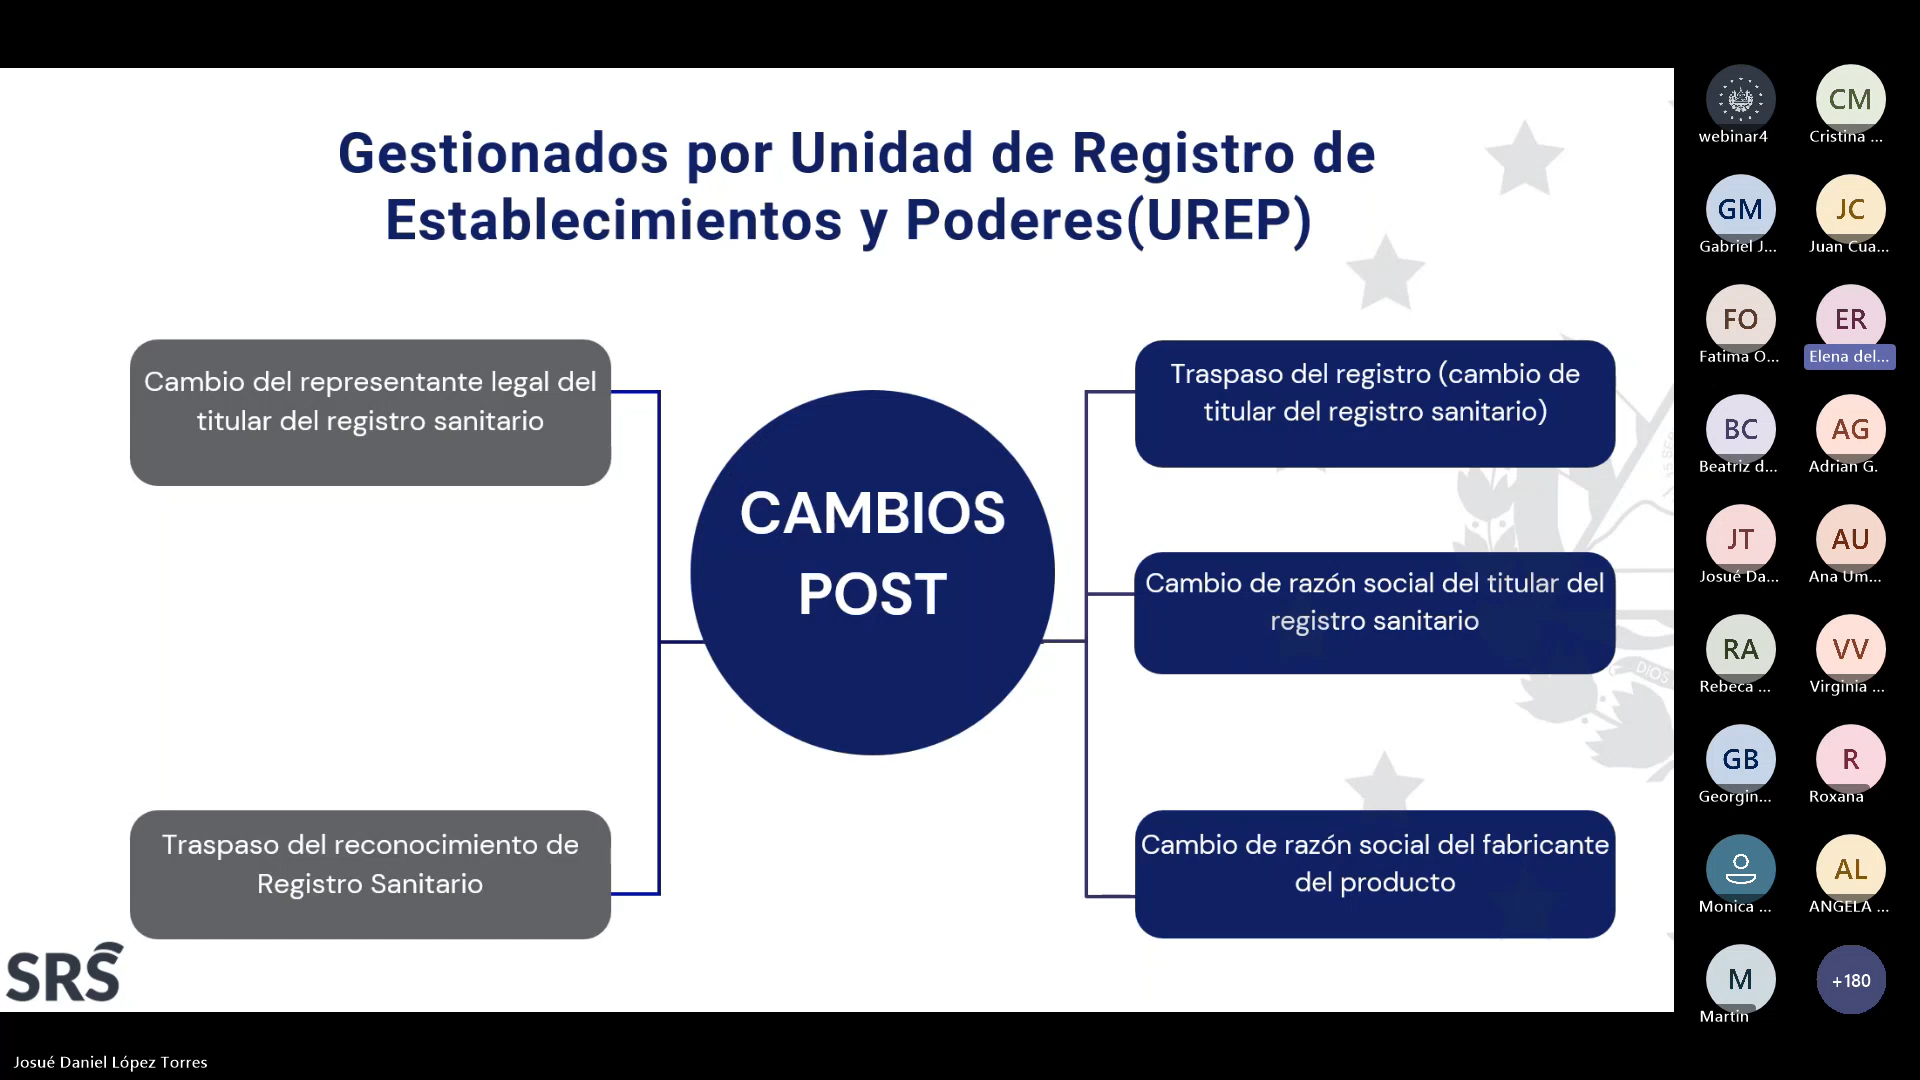 Gestionados por Unidad de Registro de
Establecimientos y Poderes(UREP)
Cambio del representante legal del
titular del registro sanitario
Traspaso del reconocimiento de
Registro Sanitario
CAMBIOS
POST
Traspaso del registro (cambio de
titular del registro sanitario)
Cambio de razón social del titular del
registro sanitario
Cambio de razón social del fabricante
del producto
DIOS
SRS
Josué Daniel López Torres
webinar4
CM
Cristina ...
GM
Gabriel J...
JC
Juan Cua...
FO
Fatima O...
ER
Elena del...
BC
Beatriz d...
AG
Adrian G.
JT
Josué Da...
AU
Ana Um...
RA
Rebeca ...
VV
Virginia ...
GB
Georgin...
R
Roxana
Monica ...
AL
ANGELA ...
M
Martin
+180